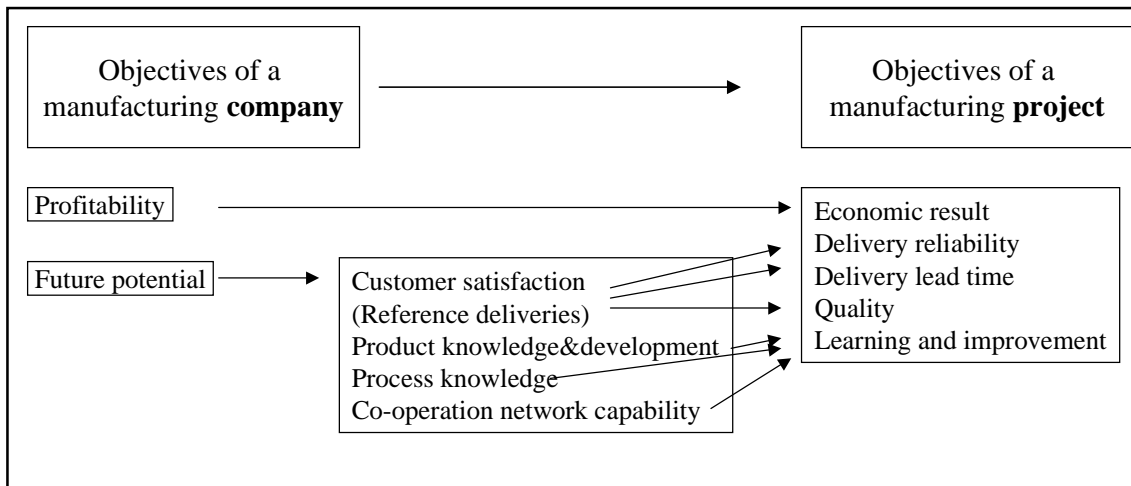 Objectives of a
manufacturing company
Objectives of a
manufacturing project
Profitability
Future potential
Customer satisfaction
(Reference deliveries)
Product knowledge&development
Process knowledge
Co-operation network capability
Economic result
Delivery reliability
Delivery lead time
Quality
Learning and improvement